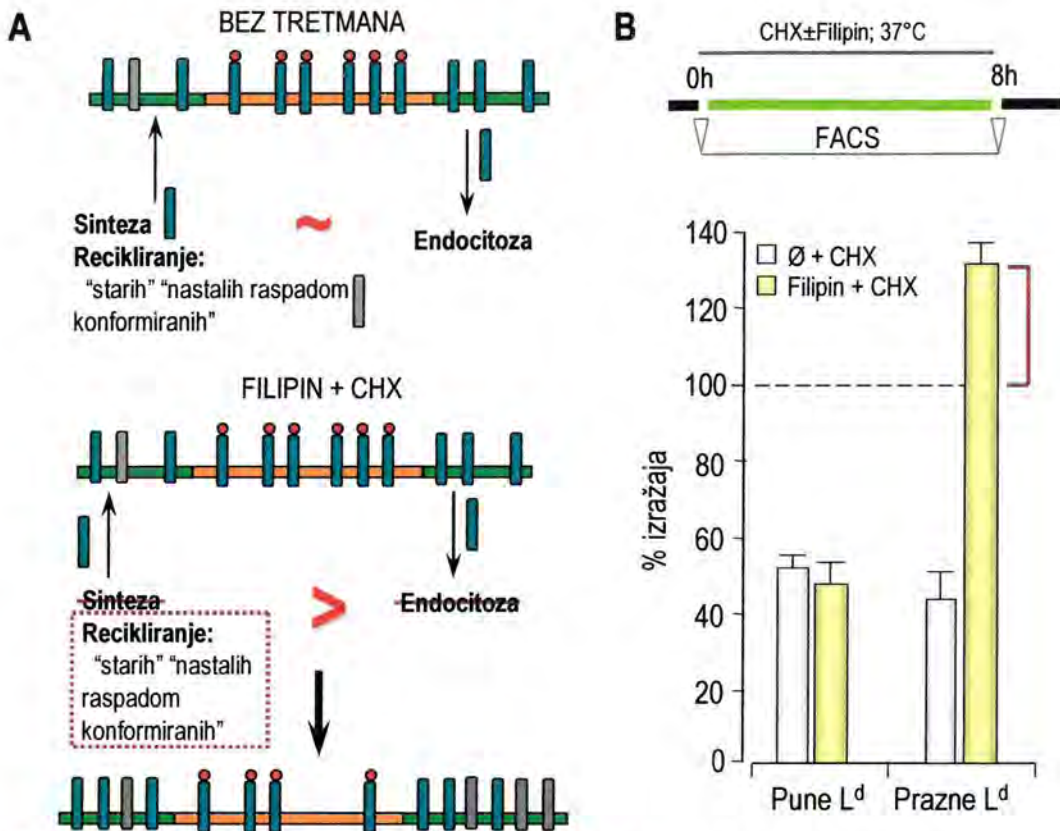 A
BEZ TRETMANA
Sinteza
Recikliranje:
“starih” “nastalih raspadom
konformiranih”
~
Endocitoza
FILIPIN + CHX
Sinteza
Recikliranje:
“starih” “nastalih
raspadom
konformiranih”
>
Endocitoza
B
CHX±Filipin; 37°C
0h
8h
FACS
% izražaja
140
120
100
80
60
40
20
0
Ø + CHX
Filipin + CHX
Pune Lᵈ
Prazne Lᵈ